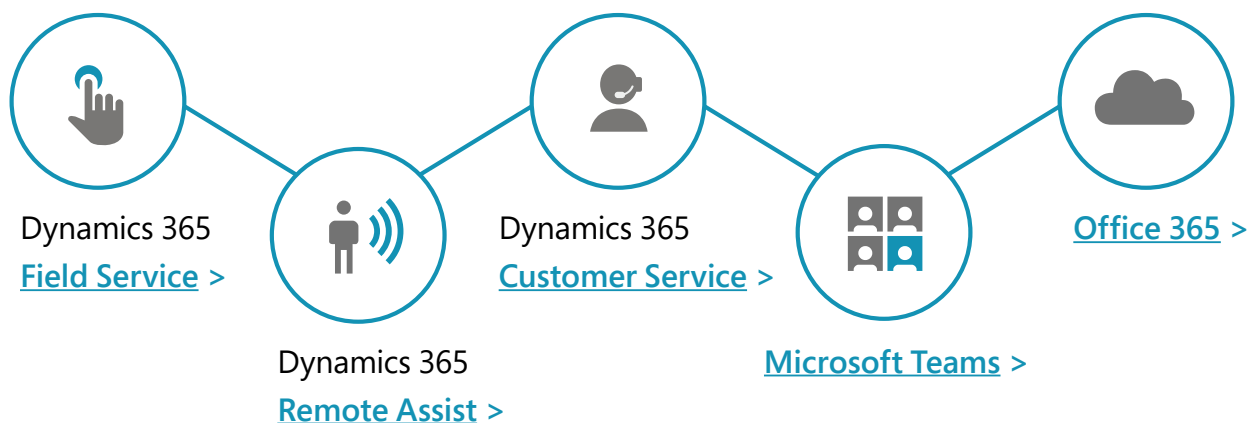 Dynamics 365
Field Service >
Dynamics 365
Remote Assist >
Dynamics 365
Customer Service >
Microsoft Teams >
Office 365 >